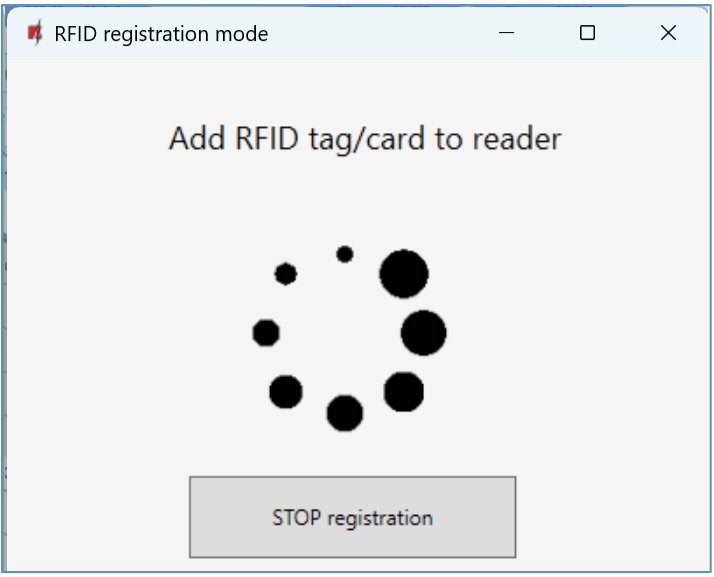 RFID registration mode
Add RFID tag/card to reader
STOP registration